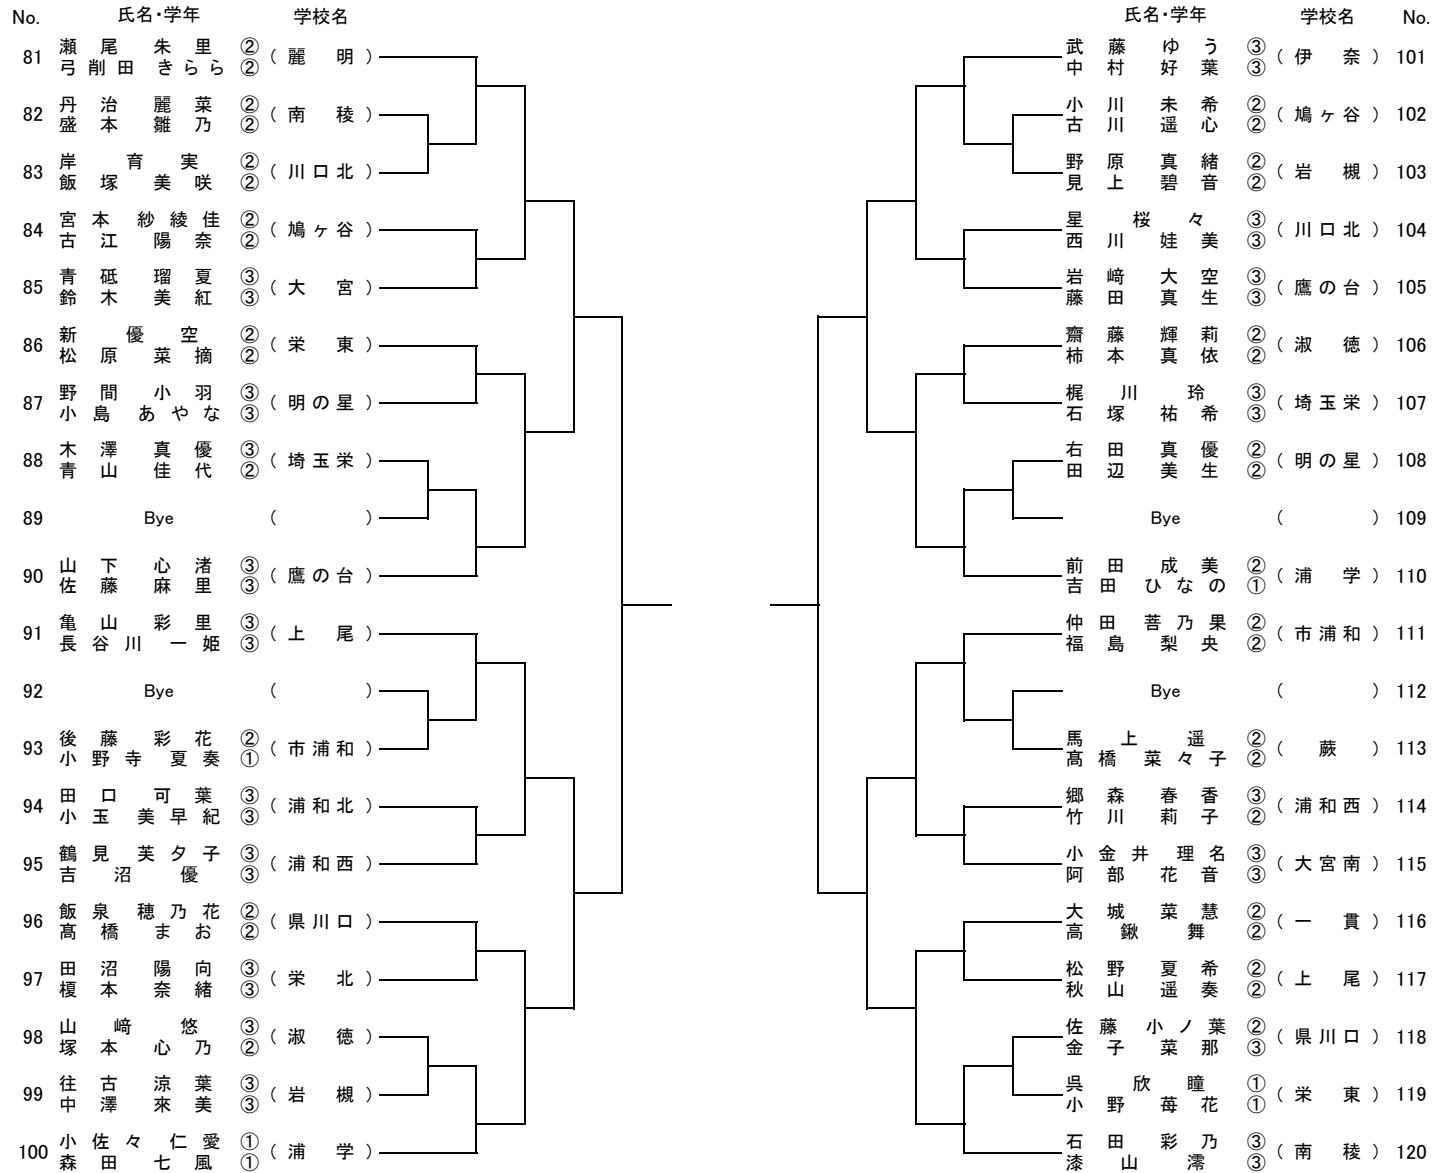 No. 氏名・学年 学校名
81 瀬尾 朱里 ② 弓削田 きらら ② (麗明)
82 丹治 麗菜 ② 盛本 雛乃 ② (南稜)
83 岸 育実 ② 飯塚 美咲 ② (川口北)
84 宮本 紗綾佳 ② 古江 陽奈 ② (鳩ヶ谷)
85 青砥 瑠夏 ③ 鈴木 美紅 ③ (大宮)
86 新 優空 ② 松原 菜摘 ② (栄東)
87 野間 小羽 ③ 小島 あやな ③ (明の星)
88 木澤 真優 ③ 青山 佳代 ② (埼玉栄)
89 Bye ( )
90 山下 心渚 ③ 佐藤 麻里 ③ (鷹の台)
91 亀山 彩里 ③ 長谷川 一姫 ③ (上尾)
92 Bye ( )
93 後藤 彩花 ② 小野寺 夏奏 ① (市浦和)
94 田口 可葉 ③ 小玉 美早紀 ③ (浦和北)
95 鶴見 芙夕子 ③ 吉沼 優 ③ (浦和西)
96 飯泉 穂乃花 ② 髙橋 まお ② (県川口)
97 田沼 陽向 ③ 榎本 奈緒 ③ (栄北)
98 山﨑 悠 ③ 塚本 心乃 ② (淑徳)
99 往古 涼葉 ③ 中澤 來美 ③ (岩槻)
100 小佐々 仁愛 ① 森田 七風 ① (浦学)
氏名・学年 学校名 No.
武藤 ゆう ③ 中村 好葉 ③ (伊奈) 101
小川 未希 ② 古川 遥心 ② (鳩ヶ谷) 102
野原 真緒 ② 見上 碧音 ② (岩槻) 103
星 桜々 ③ 西川 娃美 ③ (川口北) 104
岩﨑 大空 ③ 藤田 真生 ③ (鷹の台) 105
齋藤 輝莉 ② 柿本 真依 ② (淑徳) 106
梶川 玲 ③ 石塚 祐希 ③ (埼玉栄) 107
右田 真優 ② 田辺 美生 ② (明の星) 108
Bye ( ) 109
前田 成美 ② 吉田 ひなの ① (浦学) 110
仲田 菩乃果 ② 福島 梨央 ② (市浦和) 111
Bye ( ) 112
馬上 遥 ② 髙橋 菜々子 ② (蕨) 113
郷森 春香 ③ 竹川 莉子 ② (浦和西) 114
小金井 理名 ③ 阿部 花音 ③ (大宮南) 115
大城 菜慧 ② 高鍬 舞 ② (一貫) 116
松野 夏希 ② 秋山 遥奏 ② (上尾) 117
佐藤 小ノ葉 ② 金子 菜那 ③ (県川口) 118
呉 欣瞳 ① 小野 苺花 ① (栄東) 119
石田 彩乃 ③ 漆山 澪 ③ (南稜) 120